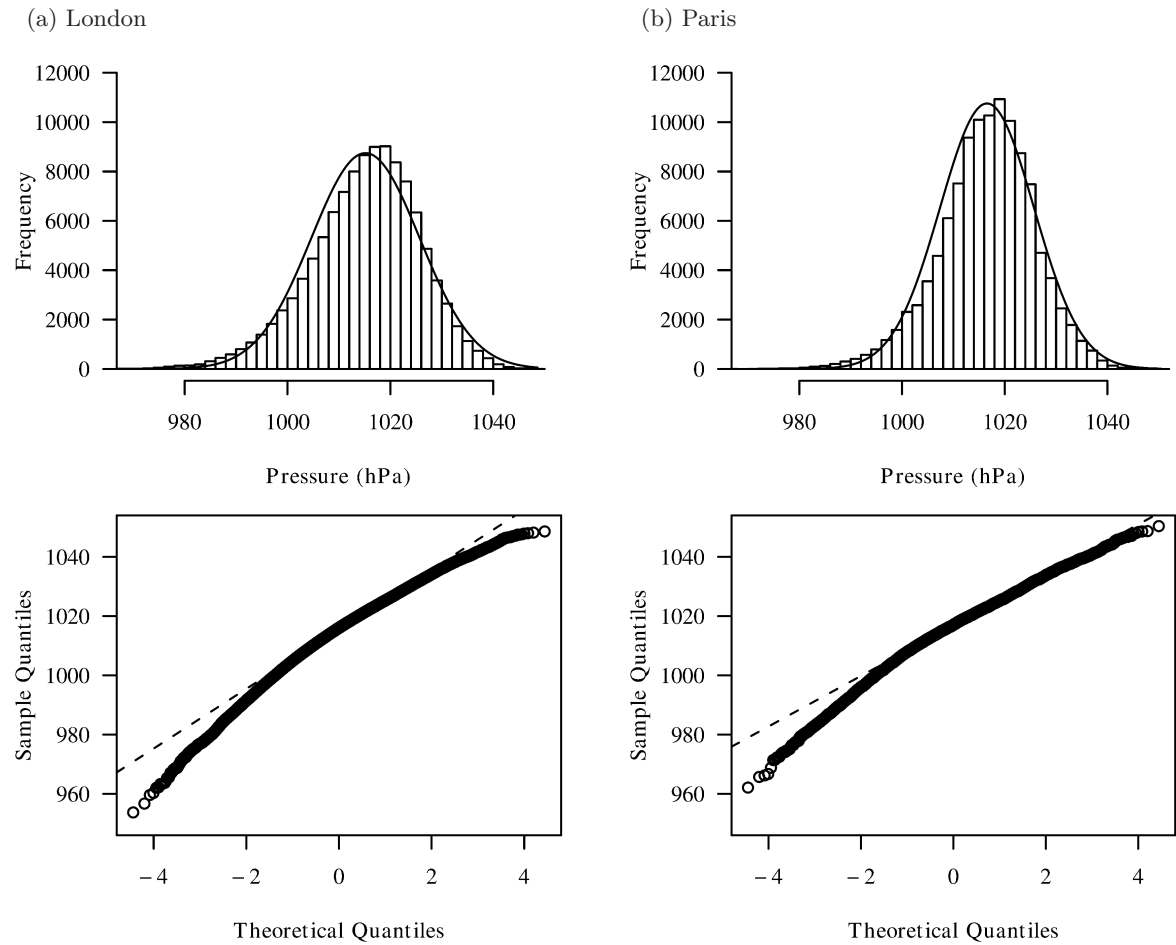 (a) London
(b) Paris
12000
10000
8000
6000
4000
2000
0
Frequency
980 1000 1020 1040
Pressure (hPa)
12000
10000
8000
6000
4000
2000
0
Frequency
980 1000 1020 1040
Pressure (hPa)
1040
1020
1000
980
960
Sample Quantiles
−4 −2 0 2 4
Theoretical Quantiles
1040
1020
1000
980
960
Sample Quantiles
−4 −2 0 2 4
Theoretical Quantiles